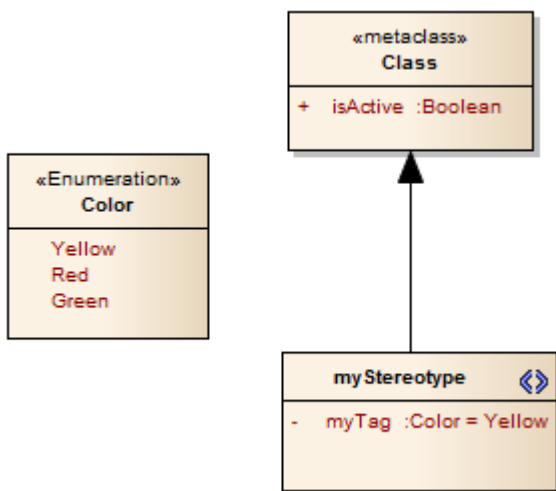 «metaclass»
Class
+ isActive :Boolean
«Enumeration»
Color
Yellow
Red
Green
myStereotype
- myTag :Color = Yellow